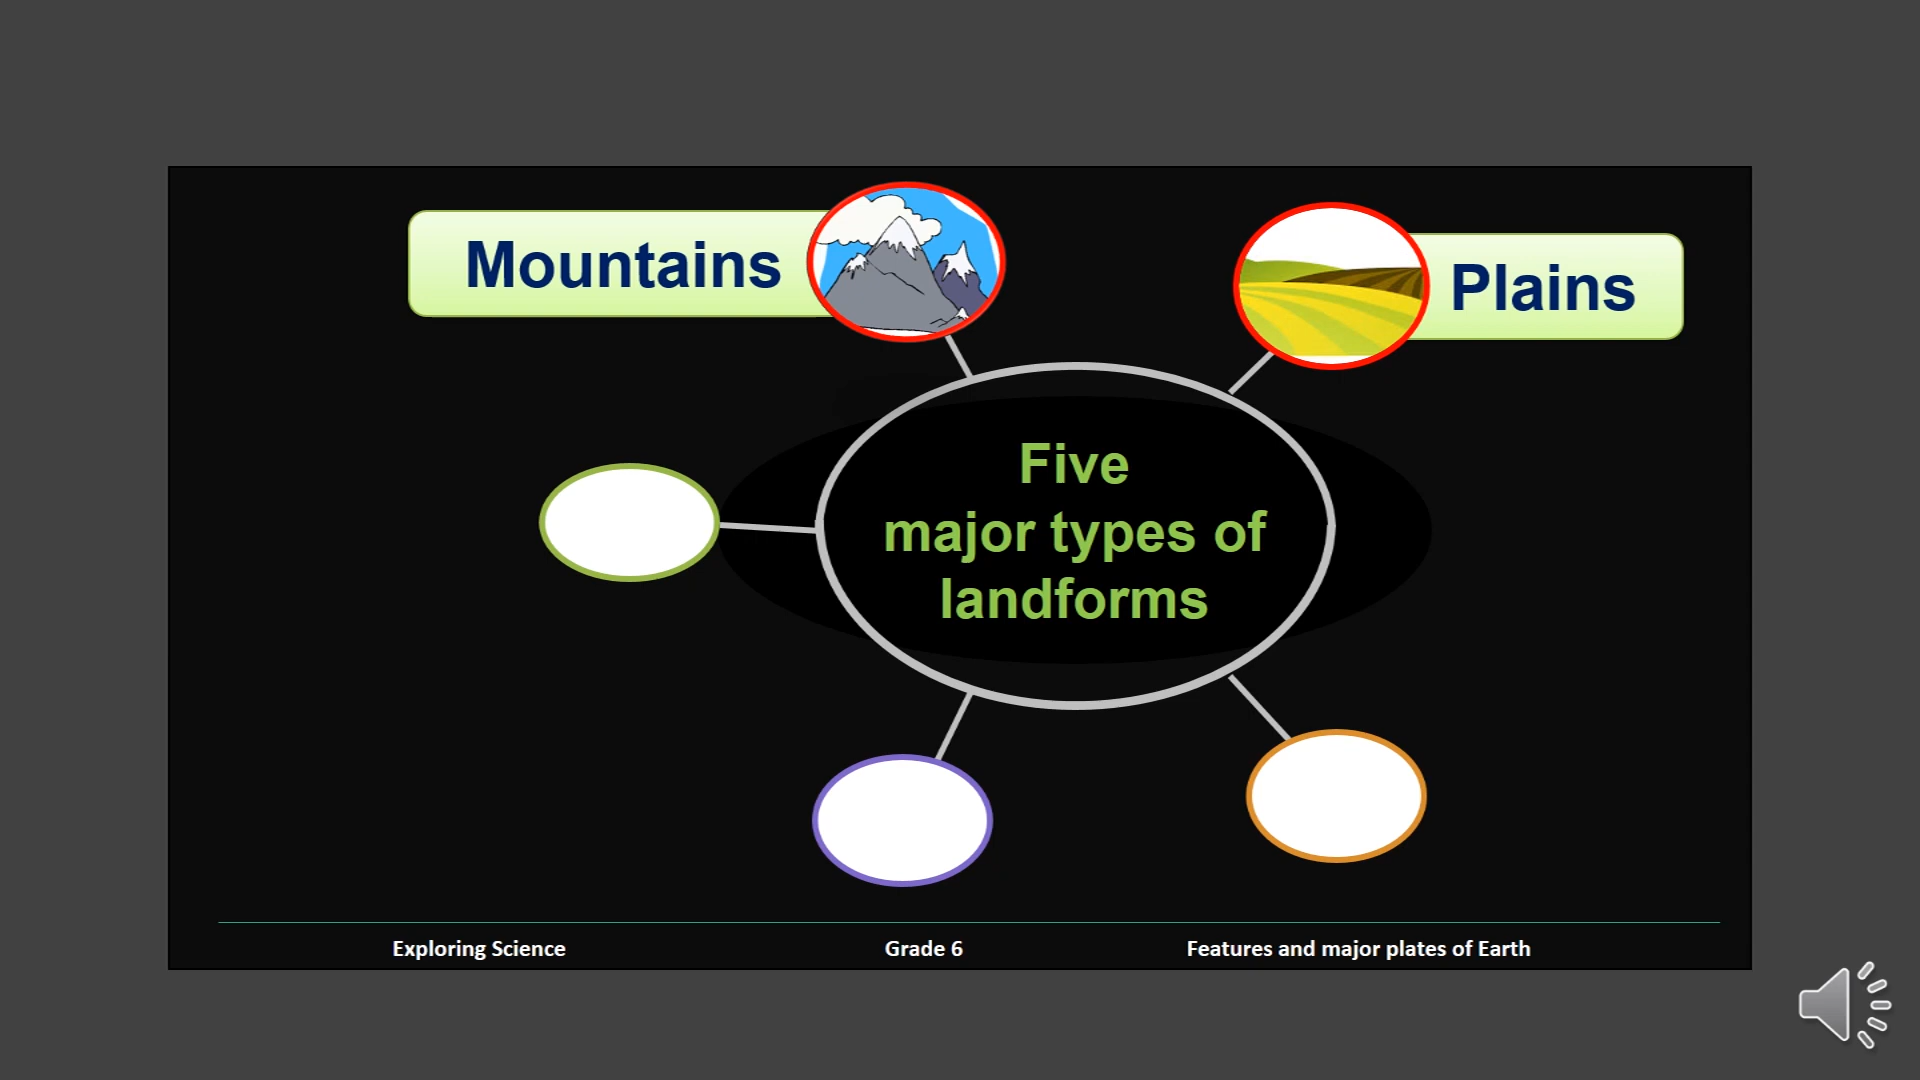 Mountains
Plains
Five
major types of
landforms
Exploring Science
Grade 6
Features and major plates of Earth